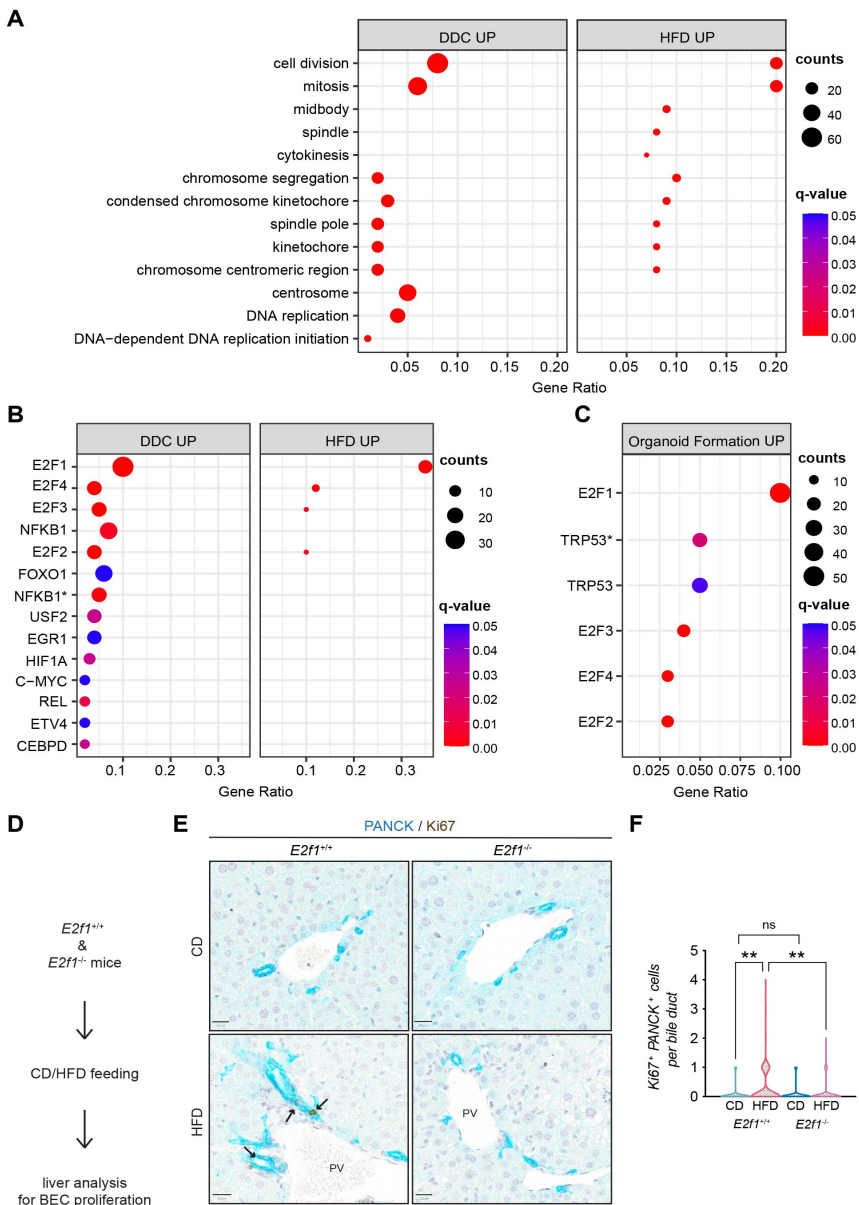 A
DDC UP
HFD UP
cell division
mitosis
midbody
spindle
cytokinesis
chromosome segregation
condensed chromosome kinetochore
spindle pole
kinetochore
chromosome centromeric region
centrosome
DNA replication
DNA−dependent DNA replication initiation
0.05 0.10 0.15 0.20
0.05 0.10 0.15 0.20
Gene Ratio
counts
20
40
60
q-value
0.05
0.04
0.03
0.02
0.01
0.00
B
DDC UP
HFD UP
E2F1
E2F4
E2F3
NFKB1
E2F2
FOXO1
NFKB1*
USF2
EGR1
HIF1A
C-MYC
REL
ETV4
CEBPD
0.1 0.2 0.3
0.1 0.2 0.3
Gene Ratio
counts
10
20
30
q-value
0.05
0.04
0.03
0.02
0.01
0.00
C
Organoid Formation UP
E2F1
TRP53*
TRP53
E2F3
E2F4
E2F2
0.025 0.050 0.075 0.100
Gene Ratio
counts
10
20
30
40
50
q-value
0.05
0.04
0.03
0.02
0.01
0.00
D
E2f1+/+
&
E2f1-/- mice
CD/HFD feeding
liver analysis
for BEC proliferation
E
PANCK / Ki67
E2f1+/+
E2f1-/-
CD
HFD
PV
PV
F
Ki67+ PANCK+ cells
per bile duct
5
4
3
2
1
0
ns
**
**
CD HFD CD HFD
E2f1+/+ E2f1-/-